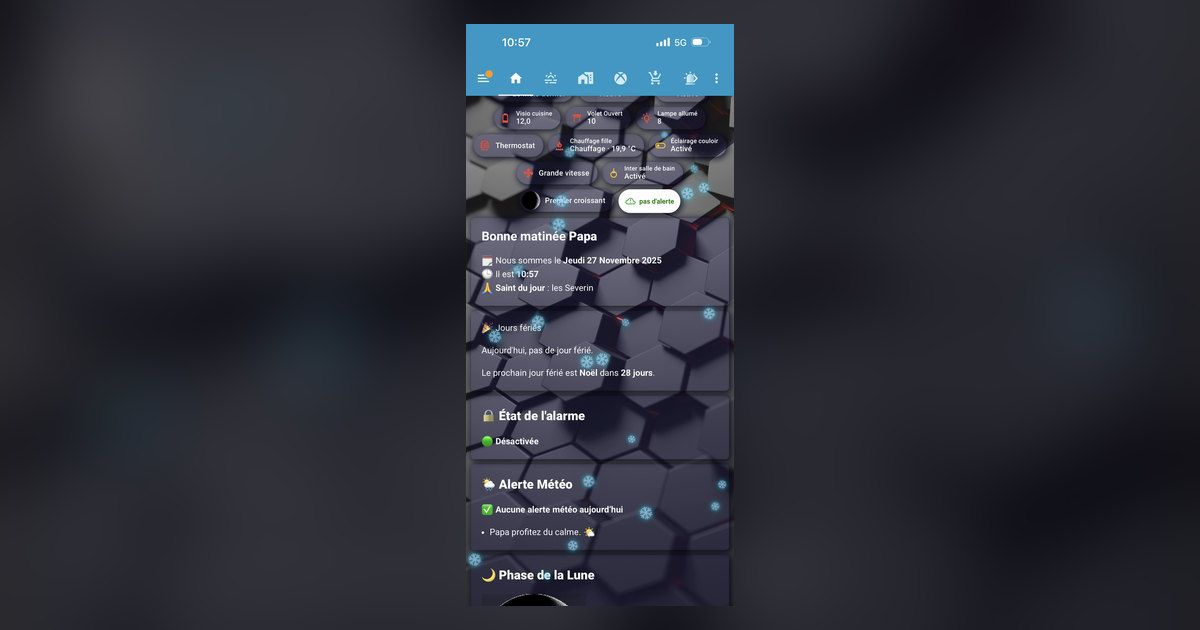 10:57
5G
Visio cuisine
12,0
Volet Ouvert
10
Lampe allumé
8
Thermostat
Chauffage fille
Chauffage · 19,9 °C
Éclairage couloir
Activé
Grande vitesse
Inter salle de bain
Activé
Premier croissant
pas d'alerte
Bonne matinée Papa
Nous sommes le Jeudi 27 Novembre 2025
Il est 10:57
Saint du jour : les Severin
Jours fériés
Aujourd'hui, pas de jour férié.
Le prochain jour férié est Noël dans 28 jours.
État de l'alarme
Désactivée
Alerte Météo
Aucune alerte météo aujourd'hui
• Papa profitez du calme.
Phase de la Lune